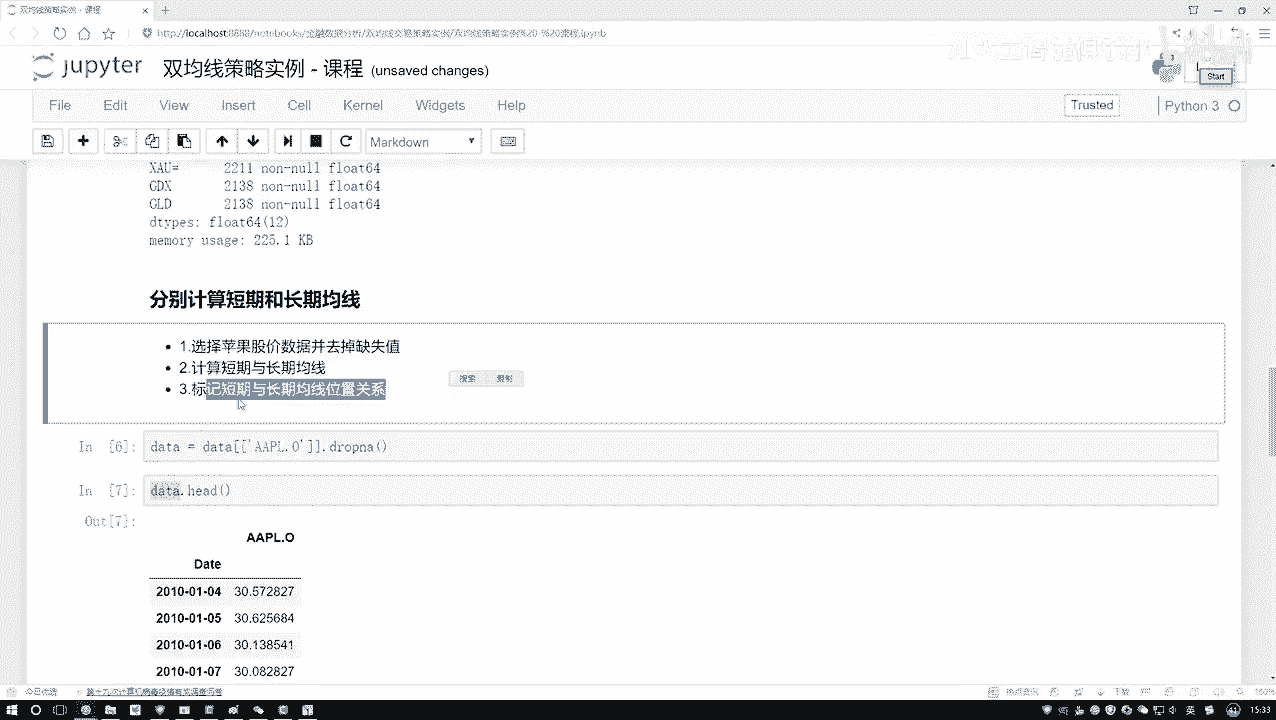 双均线策略实例 - 课程
jupyter 双均线策略实例 - 课程 (unsaved changes)
Start
File Edit View Insert Cell Kernel Widgets Help
Trusted Python 3
Markdown
XAU= 2211 non-null float64
GDX 2138 non-null float64
GLD 2138 non-null float64
dtypes: float64(12)
memory usage: 225.1 KB
分别计算短期和长期均线
1.选择苹果股价数据并去掉缺失值
2.计算短期与长期均线
3.标记短期与长期均线位置关系
搜索 复制
In [6]: data = data[['AAPL.O']].dropna()
In [7]: data.head()
Out[7]:
AAPL.O
Date
2010-01-04 30.572827
2010-01-05 30.625684
2010-01-06 30.138541
2010-01-07 30.082827
今日优选
100%
15:33